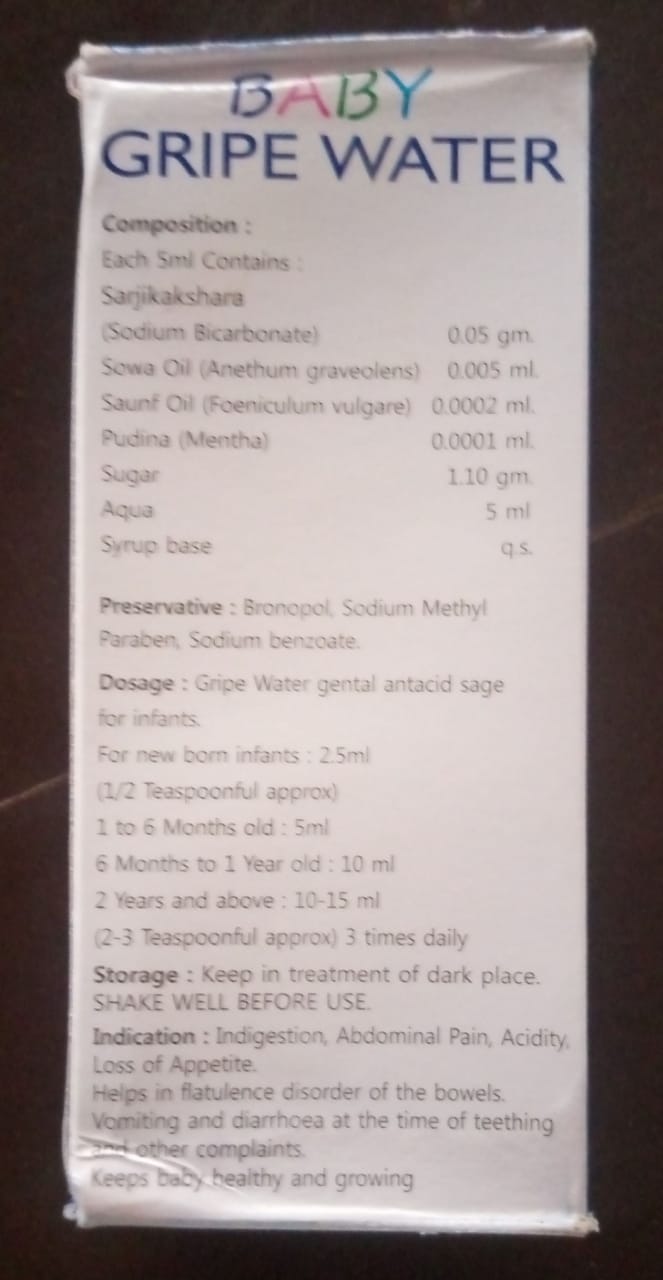 BABY
GRIPE WATER
Composition :
Each 5ml Contains :
Sarjikakshara
(Sodium Bicarbonate) 0.05 gm.
Sowa Oil (Anethum graveolens) 0.005 ml.
Saunf Oil (Foeniculum vulgare) 0.0002 ml.
Pudina (Mentha) 0.0001 ml.
Sugar 1.10 gm.
Aqua 5 ml
Syrup base q.s.
Preservative : Bronopol, Sodium Methyl
Paraben, Sodium benzoate.
Dosage : Gripe Water gental antacid sage
for infants.
For new born infants : 2.5ml
(1/2 Teaspoonful approx)
1 to 6 Months old : 5ml
6 Months to 1 Year old : 10 ml
2 Years and above : 10-15 ml
(2-3 Teaspoonful approx) 3 times daily
Storage : Keep in treatment of dark place.
SHAKE WELL BEFORE USE.
Indication : Indigestion, Abdominal Pain, Acidity,
Loss of Appetite.
Helps in flatulence disorder of the bowels.
Vomiting and diarrhoea at the time of teething
and other complaints.
Keeps baby healthy and growing